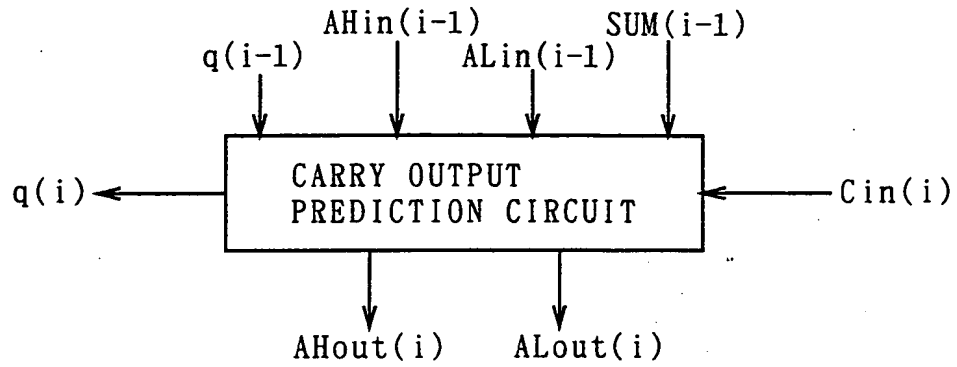 AHin(i-1)
SUM(i-1)
q(i-1)
ALin(i-1)
CARRY OUTPUT
PREDICTION CIRCUIT
q(i)
Cin(i)
AHout(i)
ALout(i)